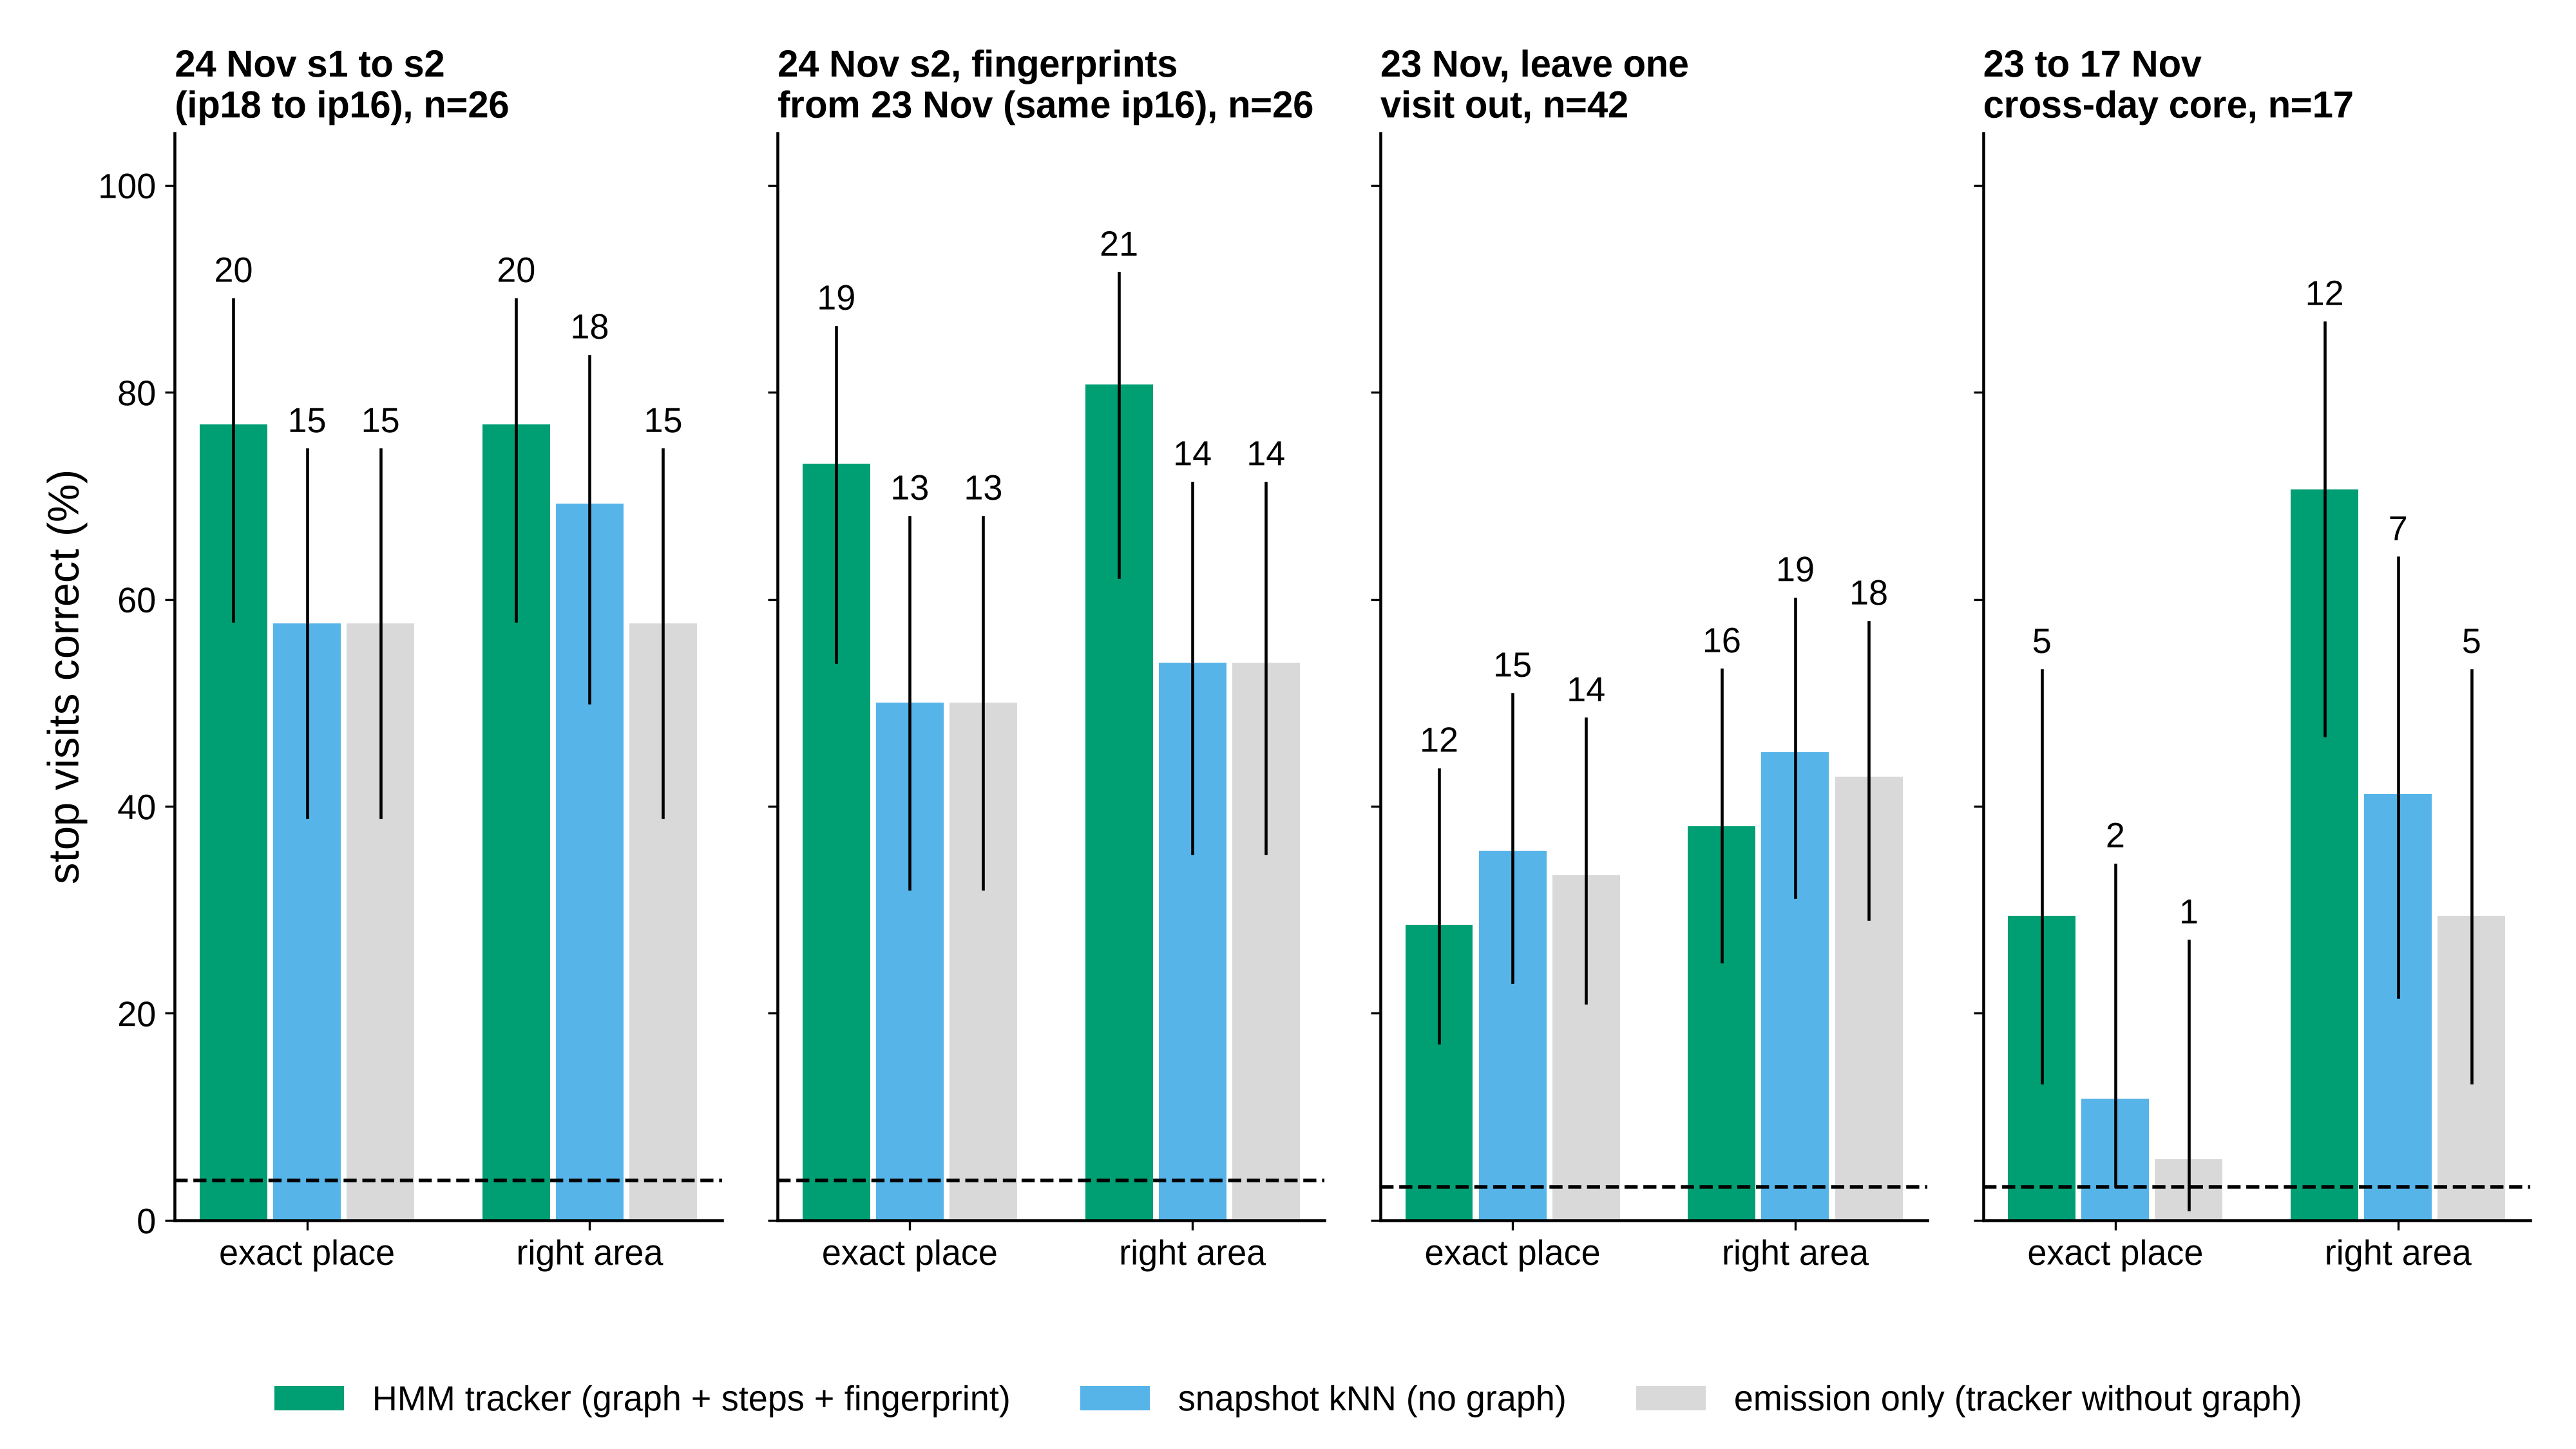 24 Nov s1 to s2
(ip18 to ip16), n=26
24 Nov s2, fingerprints
from 23 Nov (same ip16), n=26
23 Nov, leave one
visit out, n=42
23 to 17 Nov
cross-day core, n=17
stop visits correct (%)
100
80
60
40
20
0
20
15
15
20
18
15
exact place
right area
19
13
13
21
14
14
exact place
right area
12
15
14
16
19
18
exact place
right area
5
2
1
12
7
5
exact place
right area
HMM tracker (graph + steps + fingerprint)
snapshot kNN (no graph)
emission only (tracker without graph)